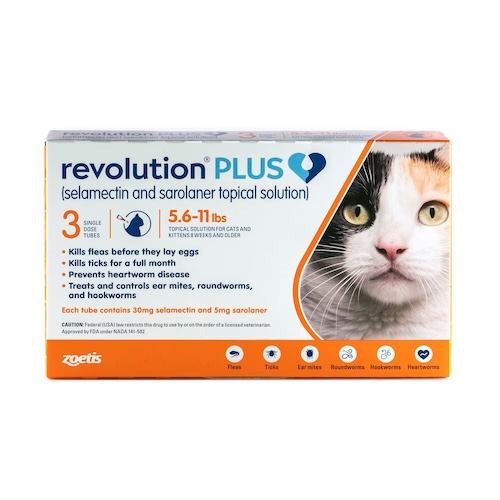 revolution® PLUS
(selamectin and sarolaner topical solution)
3 SINGLE DOSE TUBES
5.6-11 lbs
TOPICAL SOLUTION FOR CATS AND
KITTENS 8 WEEKS AND OLDER
• Kills fleas before they lay eggs
• Kills ticks for a full month
• Prevents heartworm disease
• Treats and controls ear mites, roundworms,
and hookworms
Each tube contains 30mg selamectin and 5mg sarolaner
CAUTION: Federal (USA) law restricts this drug to use by or on the order of a licensed veterinarian.
Approved by FDA under NADA 141-502
zoetis
Fleas Ticks Ear mites Roundworms Hookworms Heartworms